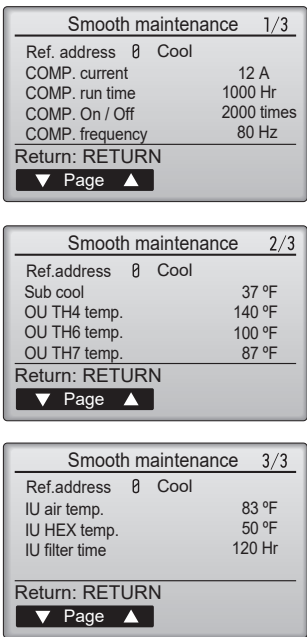 Smooth maintenance 1/3
Ref. address 0 Cool
COMP. current 12 A
COMP. run time 1000 Hr
COMP. On / Off 2000 times
COMP. frequency 80 Hz
Return: RETURN
▼ Page ▲
Smooth maintenance 2/3
Ref.address 0 Cool
Sub cool 37 ºF
OU TH4 temp. 140 ºF
OU TH6 temp. 100 ºF
OU TH7 temp. 87 ºF
Return: RETURN
▼ Page ▲
Smooth maintenance 3/3
Ref.address 0 Cool
IU air temp. 83 ºF
IU HEX temp. 50 ºF
IU filter time 120 Hr
Return: RETURN
▼ Page ▲